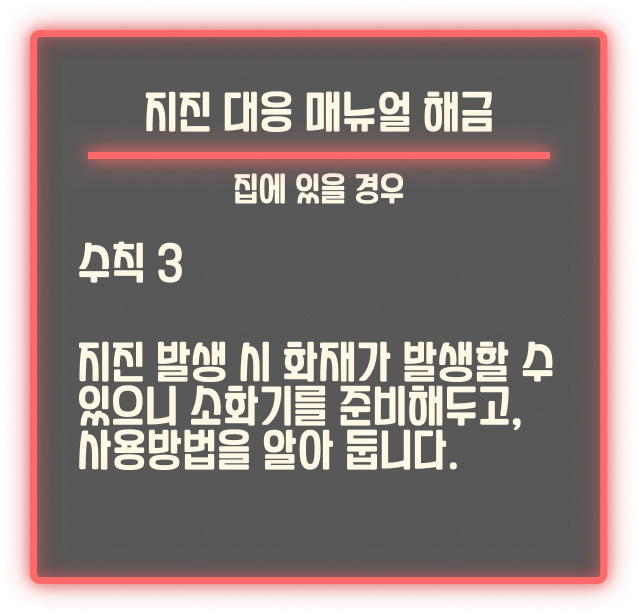 지진 대응 매뉴얼 해금
집에 있을 경우
수칙 3
지진 발생 시 화재가 발생할 수
있으니 소화기를 준비해두고,
사용방법을 알아 둡니다.